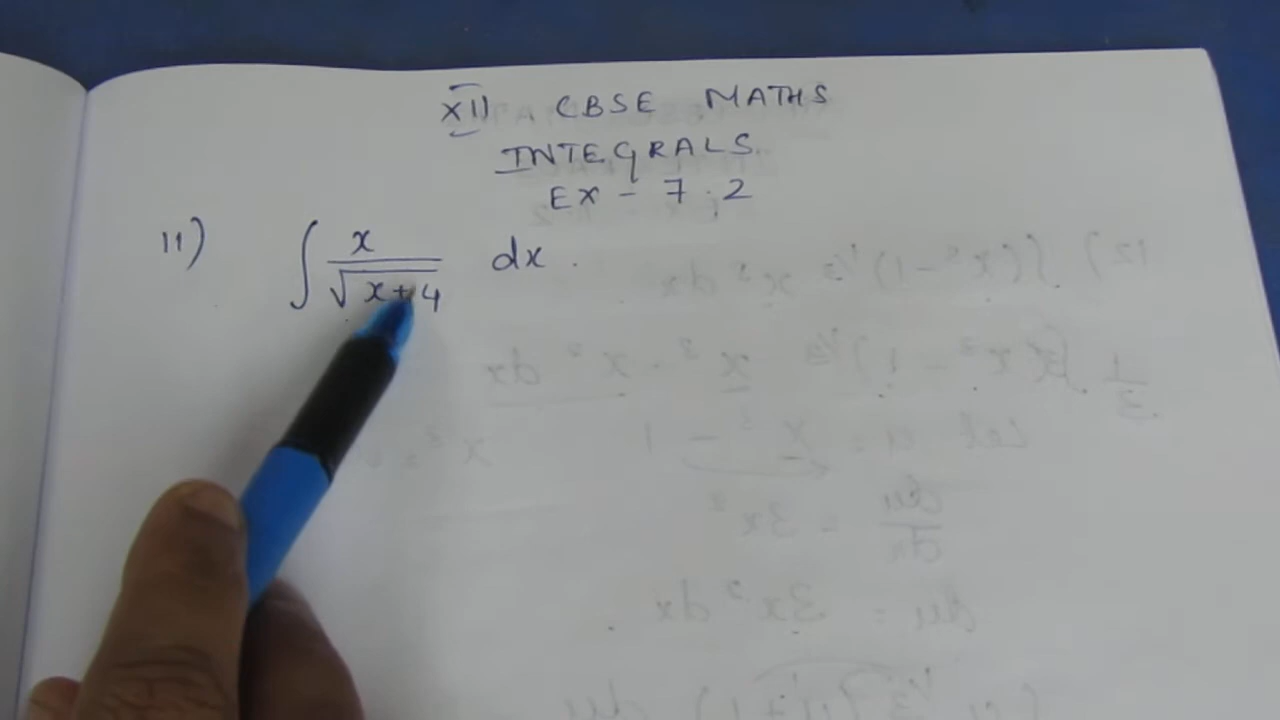 XII CBSE MATHS
INTEGRALS
EX - 7.2
11) ∫ x/√(x+4) dx.